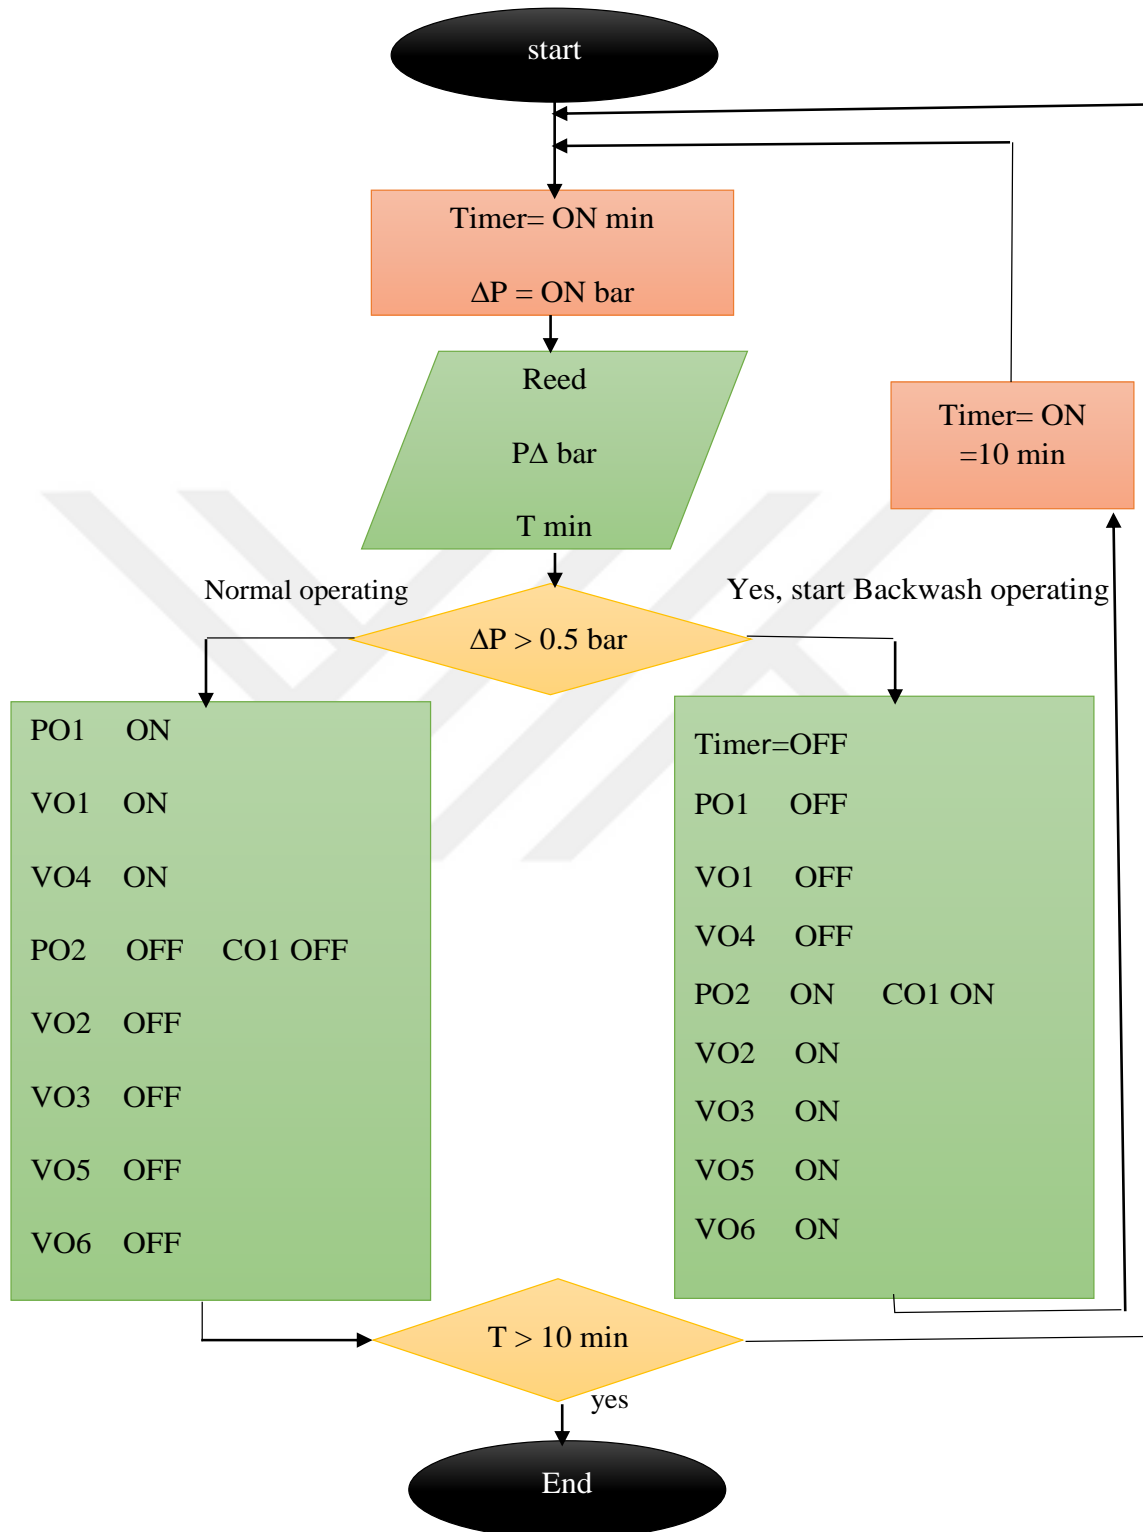 start
Timer= ON min
ΔP = ON bar
Reed
PΔ bar
T min
Timer= ON
=10 min
Normal operating
Yes, start Backwash operating
ΔP > 0.5 bar
PO1 ON
VO1 ON
VO4 ON
PO2 OFF CO1 OFF
VO2 OFF
VO3 OFF
VO5 OFF
VO6 OFF
Timer=OFF
PO1 OFF
VO1 OFF
VO4 OFF
PO2 ON CO1 ON
VO2 ON
VO3 ON
VO5 ON
VO6 ON
T > 10 min
yes
End